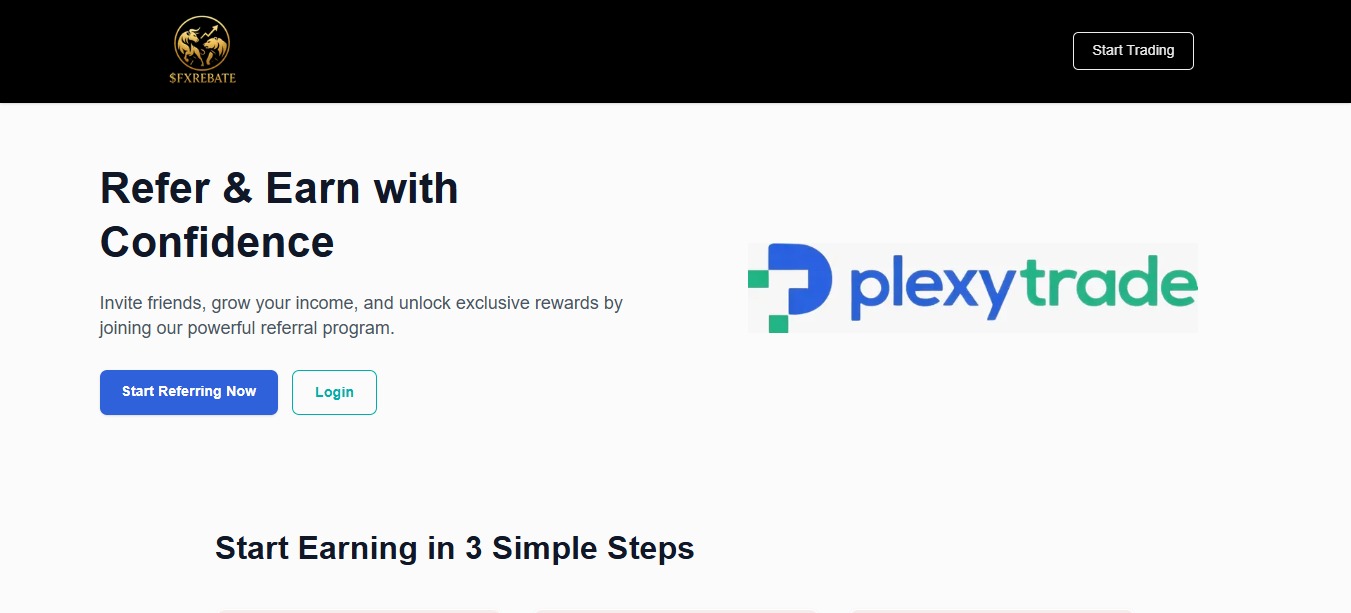 $FXREBATE
Start Trading
Refer & Earn with
Confidence
plexytrade
Invite friends, grow your income, and unlock exclusive rewards by
joining our powerful referral program.
Start Referring Now
Login
Start Earning in 3 Simple Steps